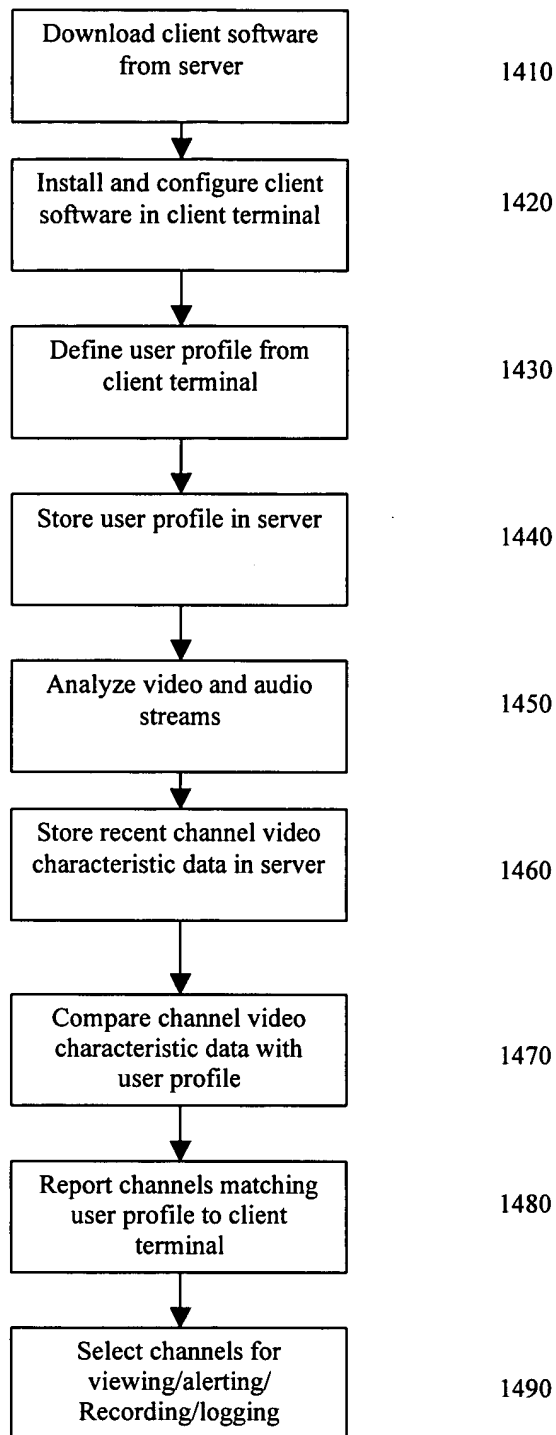 Download client software
from server
1410
Install and configure client
software in client terminal
1420
Define user profile from
client terminal
1430
Store user profile in server
1440
Analyze video and audio
streams
1450
Store recent channel video
characteristic data in server
1460
Compare channel video
characteristic data with
user profile
1470
Report channels matching
user profile to client
terminal
1480
Select channels for
viewing/alerting/
Recording/logging
1490